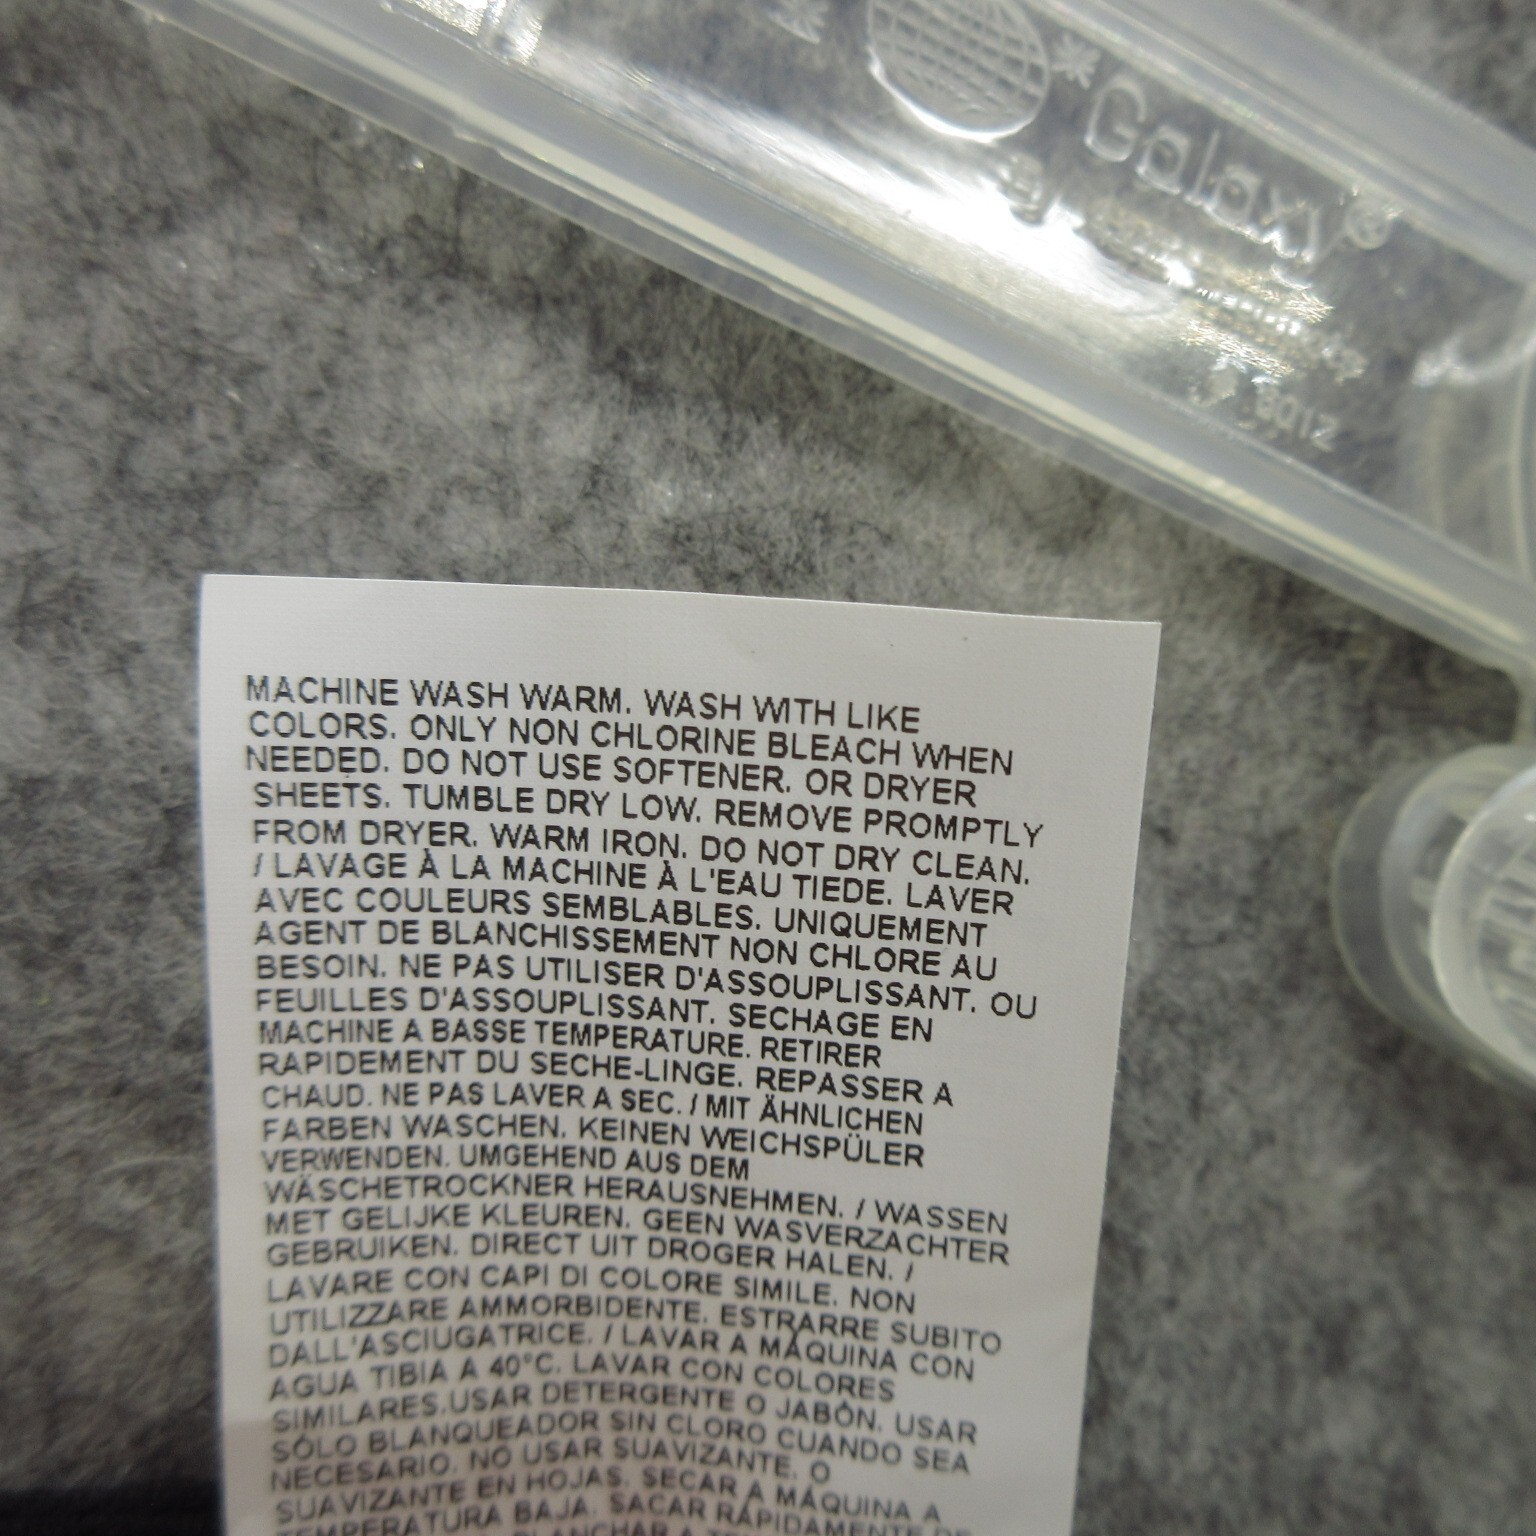 *Galaxy®
MACHINE WASH WARM. WASH WITH LIKE
COLORS. ONLY NON CHLORINE BLEACH WHEN
NEEDED. DO NOT USE SOFTENER. OR DRYER
SHEETS. TUMBLE DRY LOW. REMOVE PROMPTLY
FROM DRYER. WARM IRON. DO NOT DRY CLEAN.
/ LAVAGE À LA MACHINE À L'EAU TIEDE. LAVER
AVEC COULEURS SEMBLABLES. UNIQUEMENT
AGENT DE BLANCHISSEMENT NON CHLORE AU
BESOIN. NE PAS UTILISER D'ASSOUPLISSANT. OU
FEUILLES D'ASSOUPLISSANT. SECHAGE EN
MACHINE A BASSE TEMPERATURE. RETIRER
RAPIDEMENT DU SECHE-LINGE. REPASSER A
CHAUD. NE PAS LAVER A SEC. / MIT ÄHNLICHEN
FARBEN WASCHEN. KEINEN WEICHSPÜLER
VERWENDEN. UMGEHEND AUS DEM
WÄSCHETROCKNER HERAUSNEHMEN. / WASSEN
MET GELIJKE KLEUREN. GEEN WASVERZACHTER
GEBRUIKEN. DIRECT UIT DROGER HALEN. /
LAVARE CON CAPI DI COLORE SIMILE. NON
UTILIZZARE AMMORBIDENTE. ESTRARRE SUBITO
DALL'ASCIUGATRICE. / LAVAR A MÁQUINA CON
AGUA TIBIA A 40°C. LAVAR CON COLORES
SIMILARES.USAR DETERGENTE O JABÓN. USAR
SÓLO BLANQUEADOR SIN CLORO CUANDO SEA
NECESARIO. NO USAR SUAVIZANTE. O
SUAVIZANTE EN HOJAS. SECAR A MÁQUINA A
TEMPERATURA BAJA. SACAR RÁPIDAMENTE DE